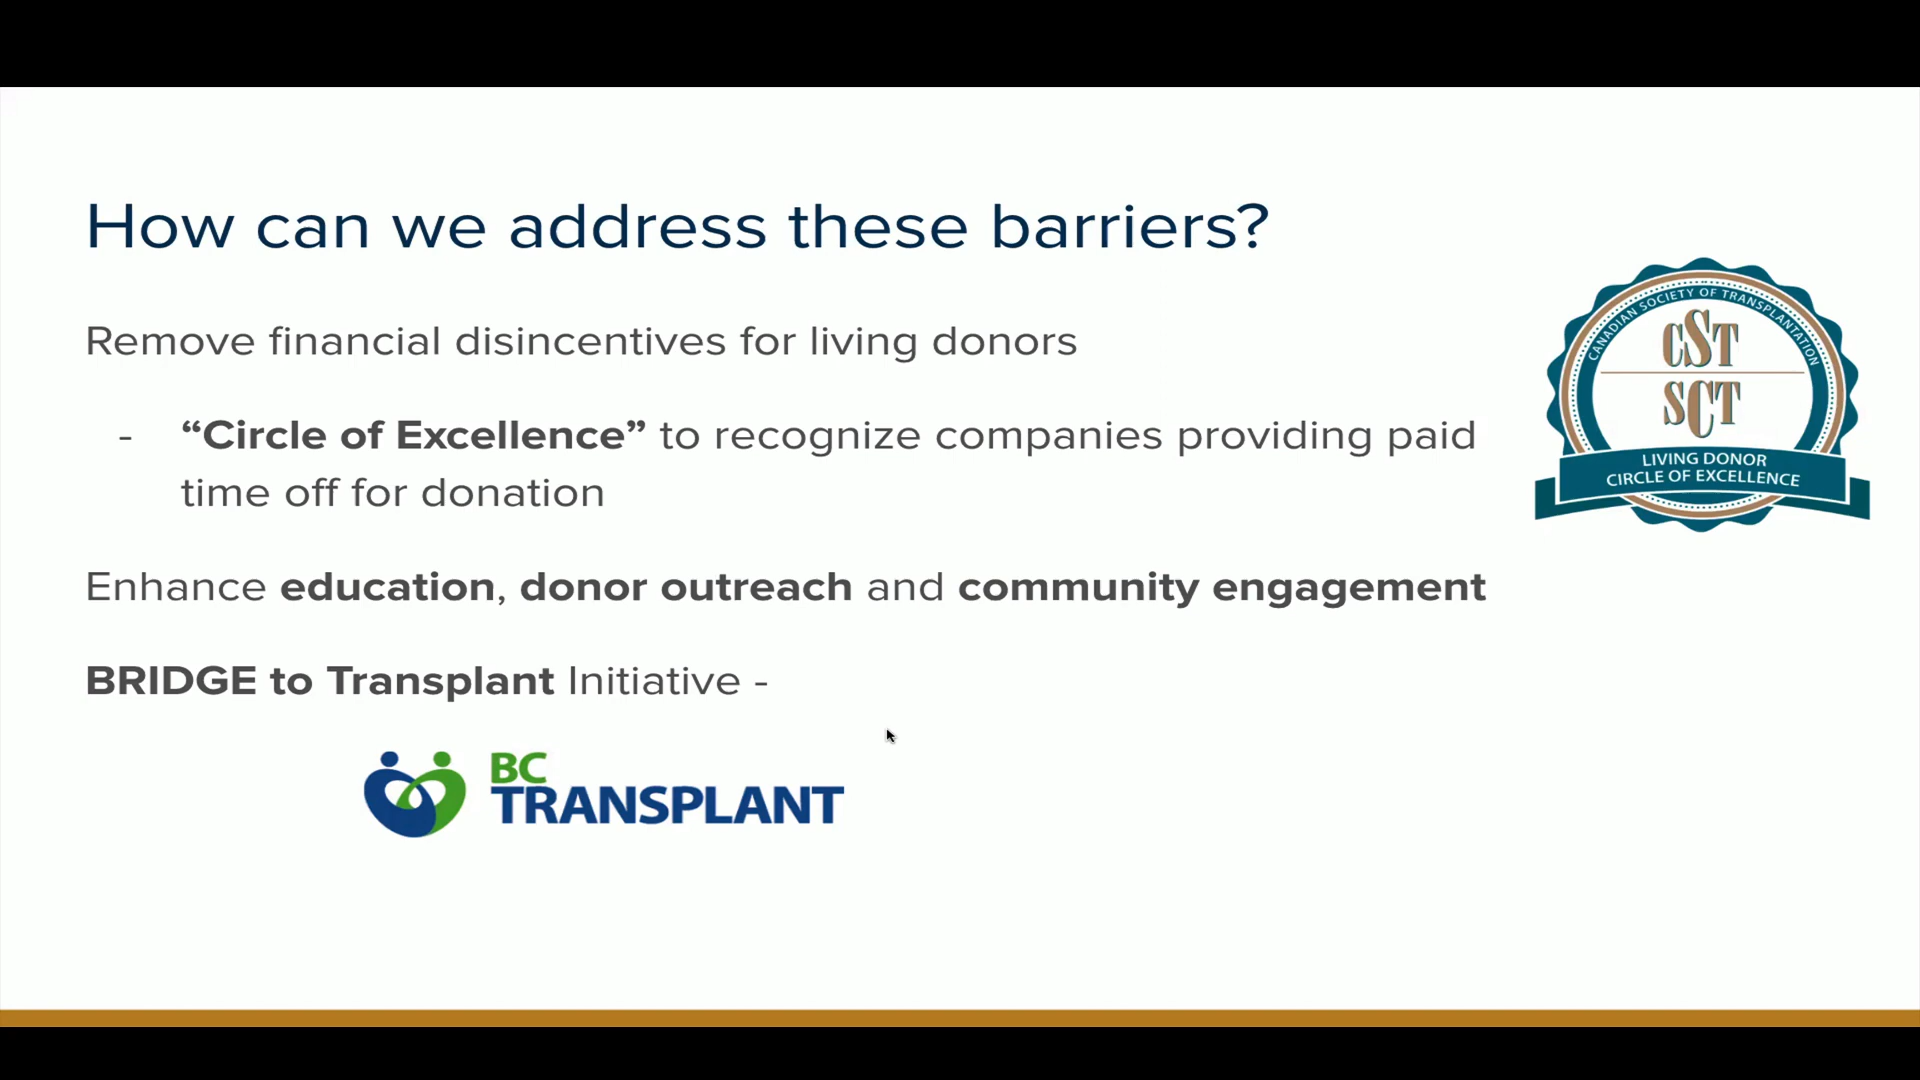 How can we address these barriers?
Remove financial disincentives for living donors
- “Circle of Excellence” to recognize companies providing paid
time off for donation
CANADIAN SOCIETY OF TRANSPLANTATION
CST
SCT
LIVING DONOR
CIRCLE OF EXCELLENCE
Enhance education, donor outreach and community engagement
BRIDGE to Transplant Initiative -
BC
TRANSPLANT